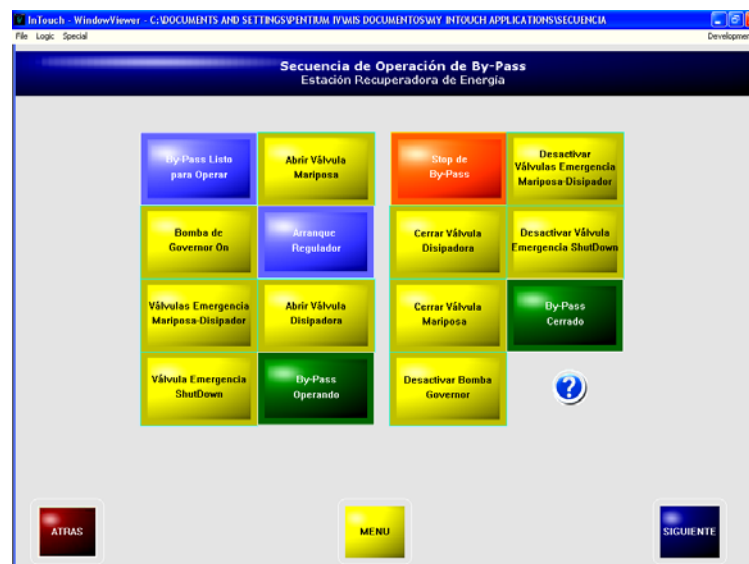 InTouch - WindowViewer - C:\DOCUMENTS AND SETTINGS\PENTIUM IV\MIS DOCUMENTOS\MY INTOUCH APPLICATIONS\SECUENCIA
File Logic Special
Development
Secuencia de Operación de By-Pass
Estación Recuperadora de Energía
By-Pass Listo
para Operar
Abrir Válvula
Mariposa
Bomba de
Governor On
Arranque
Regulador
Válvulas Emergencia
Mariposa-Disipador
Abrir Válvula
Disipadora
Válvula Emergencia
ShutDown
By-Pass
Operando
Stop de
By-Pass
Desactivar
Válvulas Emergencia
Mariposa-Disipador
Cerrar Válvula
Disipadora
Desactivar Válvula
Emergencia ShutDown
Cerrar Válvula
Mariposa
By-Pass
Cerrado
Desactivar Bomba
Governor
?
ATRAS
MENU
SIGUIENTE